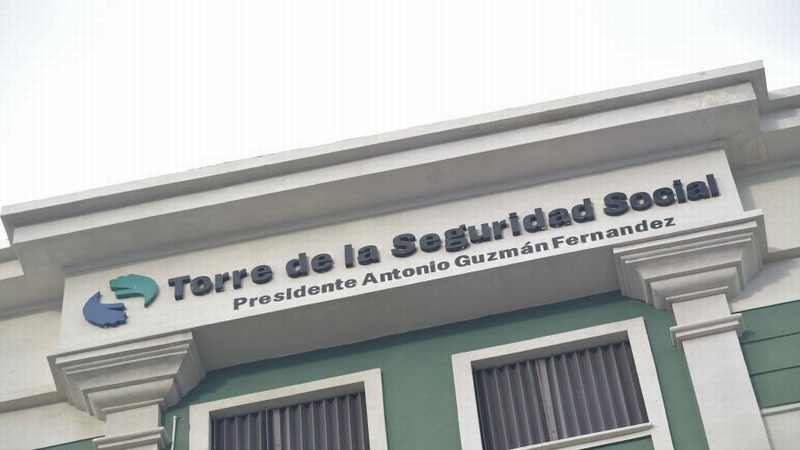 Torre de la Seguridad Social
Presidente Antonio Guzmán Fernandez